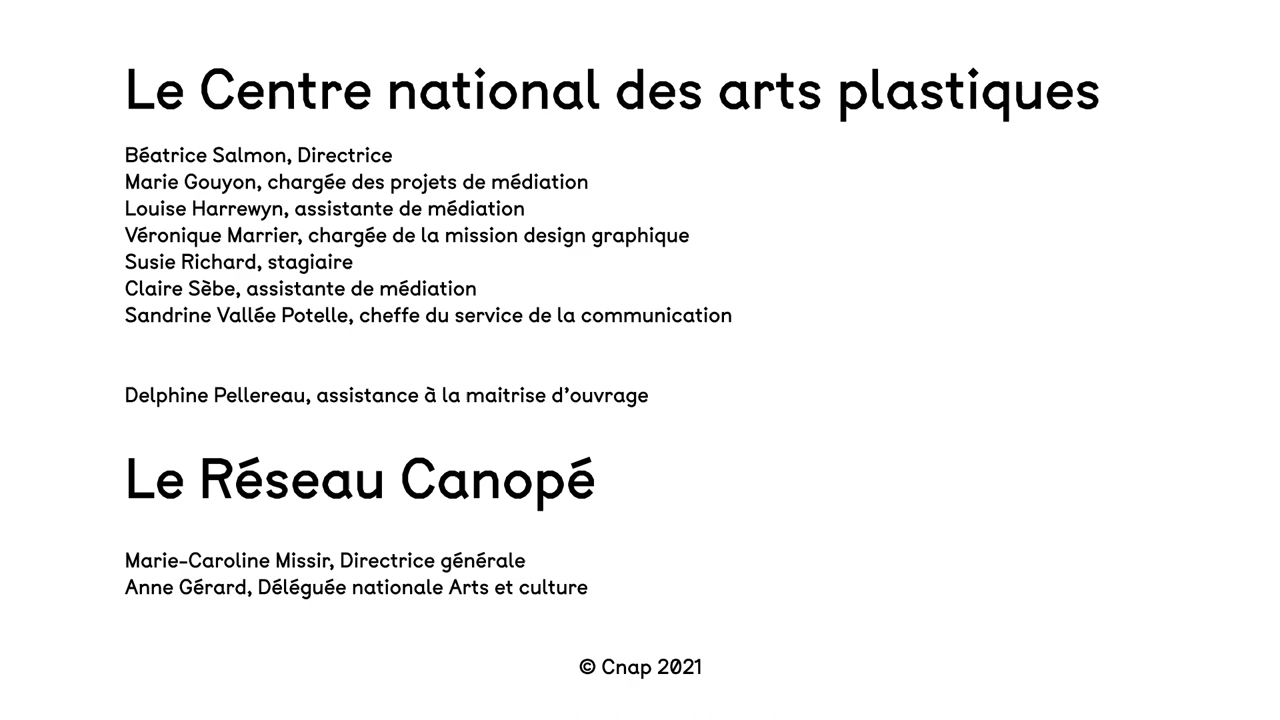 Le Centre national des arts plastiques
Béatrice Salmon, Directrice
Marie Gouyon, chargée des projets de médiation
Louise Harrewyn, assistante de médiation
Véronique Marrier, chargée de la mission design graphique
Susie Richard, stagiaire
Claire Sèbe, assistante de médiation
Sandrine Vallée Potelle, cheffe du service de la communication
Delphine Pellereau, assistance à la maitrise d’ouvrage
Le Réseau Canopé
Marie-Caroline Missir, Directrice générale
Anne Gérard, Déléguée nationale Arts et culture
© Cnap 2021